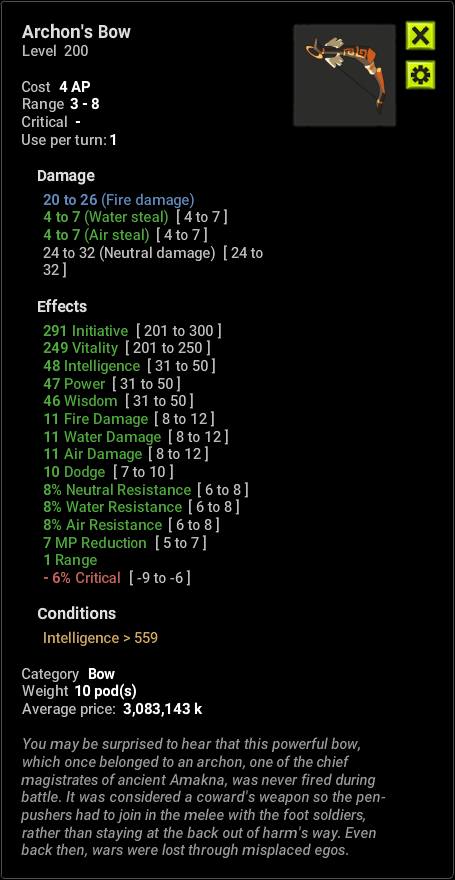 Archon's Bow
Level 200
Cost 4 AP
Range 3 - 8
Critical -
Use per turn: 1
Damage
20 to 26 (Fire damage)
4 to 7 (Water steal) [ 4 to 7 ]
4 to 7 (Air steal) [ 4 to 7 ]
24 to 32 (Neutral damage) [ 24 to
32 ]
Effects
291 Initiative [ 201 to 300 ]
249 Vitality [ 201 to 250 ]
48 Intelligence [ 31 to 50 ]
47 Power [ 31 to 50 ]
46 Wisdom [ 31 to 50 ]
11 Fire Damage [ 8 to 12 ]
11 Water Damage [ 8 to 12 ]
11 Air Damage [ 8 to 12 ]
10 Dodge [ 7 to 10 ]
8% Neutral Resistance [ 6 to 8 ]
8% Water Resistance [ 6 to 8 ]
8% Air Resistance [ 6 to 8 ]
7 MP Reduction [ 5 to 7 ]
1 Range
- 6% Critical [ -9 to -6 ]
Conditions
Intelligence > 559
Category Bow
Weight 10 pod(s)
Average price: 3,083,143 k
You may be surprised to hear that this powerful bow,
which once belonged to an archon, one of the chief
magistrates of ancient Amakna, was never fired during
battle. It was considered a coward's weapon so the pen-
pushers had to join in the melee with the foot soldiers,
rather than staying at the back out of harm's way. Even
back then, wars were lost through misplaced egos.